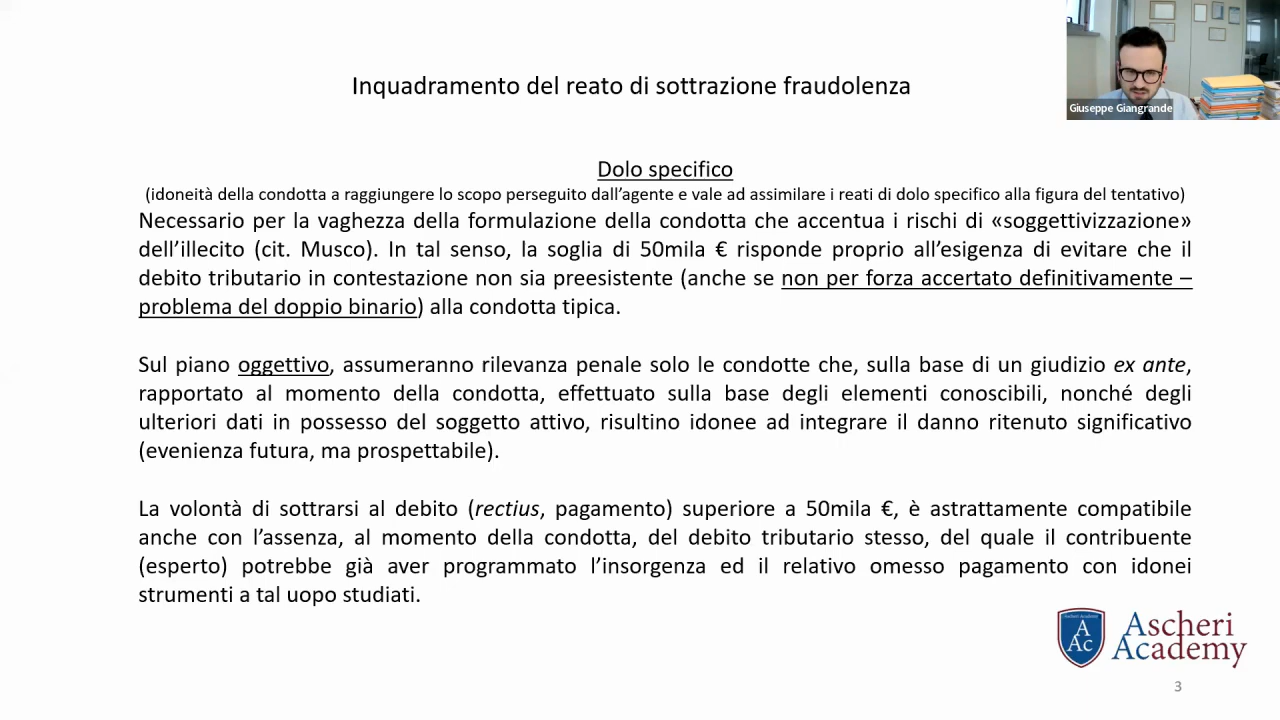 Giuseppe Giangrande
Inquadramento del reato di sottrazione fraudolenta
Dolo specifico
(idoneità della condotta a raggiungere lo scopo perseguito dall’agente e vale ad assimilare i reati di dolo specifico alla figura del tentativo)
Necessario per la vaghezza della formulazione della condotta che accentua i rischi di «soggettivizzazione»
dell’illecito (cit. Musco). In tal senso, la soglia di 50mila € risponde proprio all’esigenza di evitare che il
debito tributario in contestazione non sia preesistente (anche se non per forza accertato definitivamente –
problema del doppio binario) alla condotta tipica.
Sul piano oggettivo, assumeranno rilevanza penale solo le condotte che, sulla base di un giudizio ex ante,
rapportato al momento della condotta, effettuato sulla base degli elementi conoscibili, nonché degli
ulteriori dati in possesso del soggetto attivo, risultino idonee ad integrare il danno ritenuto significativo
(evenienza futura, ma prospettabile).
La volontà di sottrarsi al debito (rectius, pagamento) superiore a 50mila €, è astrattamente compatibile
anche con l’assenza, al momento della condotta, del debito tributario stesso, del quale il contribuente
(esperto) potrebbe già aver programmato l’insorgenza ed il relativo omesso pagamento con idonei
strumenti a tal uopo studiati.
Ascheri Academy
A
Ac
Ascheri
Academy
3